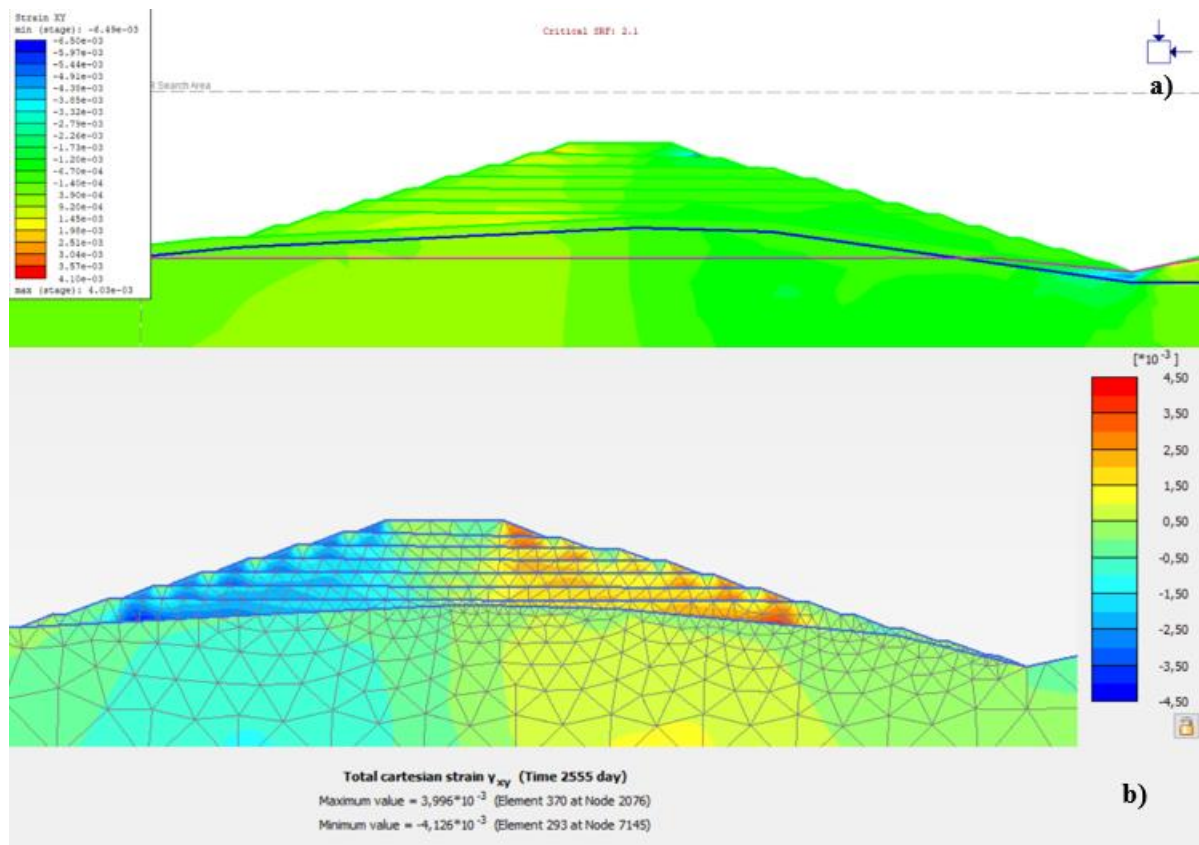 Strain XY
min (stage): -6.49e-03
-6.50e-03
-5.97e-03
-5.44e-03
-4.91e-03
-4.38e-03
-3.85e-03
-3.32e-03
-2.79e-03
-2.26e-03
-1.73e-03
-1.20e-03
-6.70e-04
-1.40e-04
3.90e-04
9.20e-04
1.45e-03
1.98e-03
2.51e-03
3.04e-03
3.57e-03
4.10e-03
max (stage): 4.03e-03
Critical SRF: 2.1
Search Area
a)
[*10⁻³]
4,50
3,50
2,50
1,50
0,50
-0,50
-1,50
-2,50
-3,50
-4,50
Total cartesian strain γxy (Time 2555 day)
Maximum value = 3,996*10⁻³ (Element 370 at Node 2076)
Minimum value = -4,126*10⁻³ (Element 293 at Node 7145)
b)